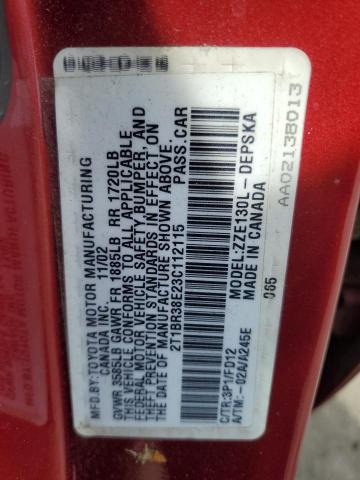 MFD.BY:TOYOTA MOTOR MANUFACTURING
CANADA INC. 11/02
GVWR 3585LB GAWR FR 1885LB RR 1720LB
THIS VEHICLE CONFORMS TO ALL APPLICABLE
FEDERAL MOTOR VEHICLE SAFETY, BUMPER, AND
THEFT PREVENTION STANDARDS IN EFFECT ON
THE DATE OF MANUFACTURE SHOWN ABOVE.
2T1BR38E23C112115 PASS.CAR
MODEL:ZZE130L-DEPSKA
MADE IN CANADA
065
C/TR:3P1/FD12
A/TM:-02A/A245E
AA02138013